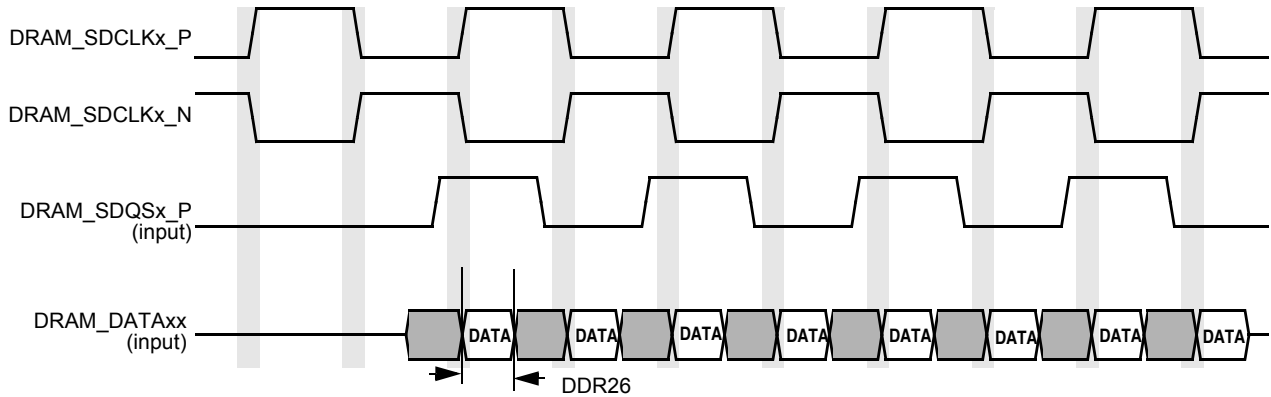 DRAM_SDCLKx_P
DRAM_SDCLKx_N
DRAM_SDQSx_P
(input)
DRAM_DATAxx
(input)
DATA DATA DATA DATA DATA DATA DATA DATA
DDR26